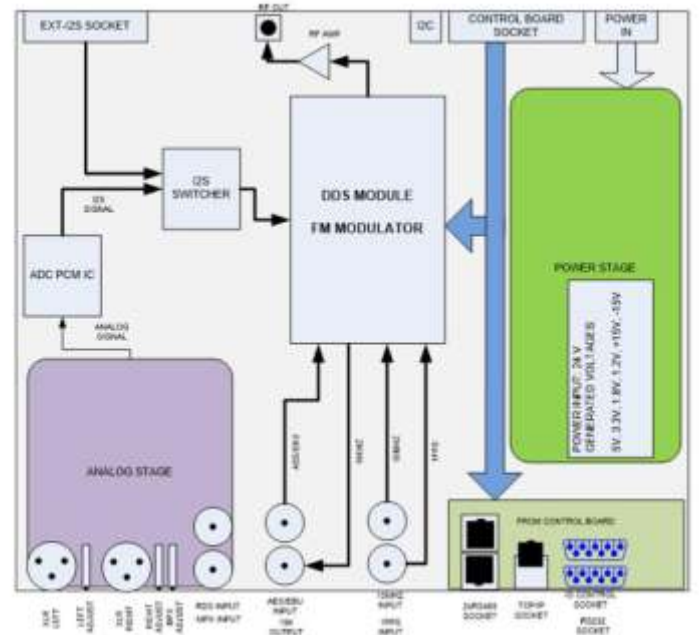 EXT-I2S SOCKET
RF OUT
RF AMP
I2C
CONTROL BOARD
SOCKET
POWER
IN
I2S
SWITCHER
DDS MODULE
FM MODULATOR
I2S
SIGNAL
ADC PCM IC
ANALOG
SIGNAL
POWER STAGE
POWER INPUT: 24 V
GENERATED VOLTAGES
5V, 3.3V, 1.8V, 1.2V, +15V, -15V
ANALOG STAGE
AES/EBU
10MHZ
1PPS
FROM CONTROL BOARD
XLR
LEFT
LEFT
ADJUST
XLR
RIGHT
RIGHT
ADJUST
MPX
ADJUST
RDS INPUT
MPX INPUT
AES/EBU
INPUT
OUTPUT
10MHZ
INPUT
1PPS
INPUT
SOCKET
TCP/IP
SOCKET
CONTROL
SOCKET
RS232
SOCKET